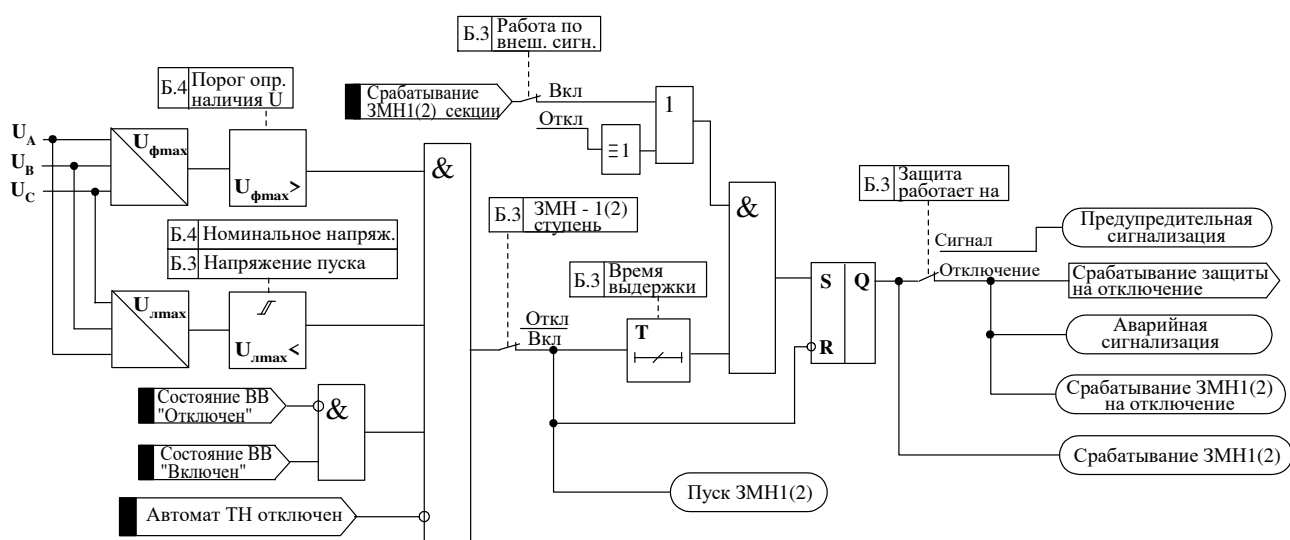 Б.3 Работа по
внеш. сигн.
Б.4 Порог опр.
наличия U
Срабатывание
ЗМН1(2) секции
Вкл
Откл
1
≡1
U_A
U_B
U_C
U_фmax
U_фmax>
&
&
Б.3 Защита
работает на
Б.3 ЗМН - 1(2)
ступень
Б.4 Номинальное напряж.
Б.3 Напряжение пуска
Сигнал
Предупредительная
сигнализация
Б.3 Время
выдержки
Отключение
Срабатывание защиты
на отключение
S Q
R
U_лmax
U_лmax<
Откл
Вкл
T
Аварийная
сигнализация
Состояние ВВ
"Отключен"
&
Срабатывание ЗМН1(2)
на отключение
Состояние ВВ
"Включен"
Срабатывание ЗМН1(2)
Пуск ЗМН1(2)
Автомат ТН отключен